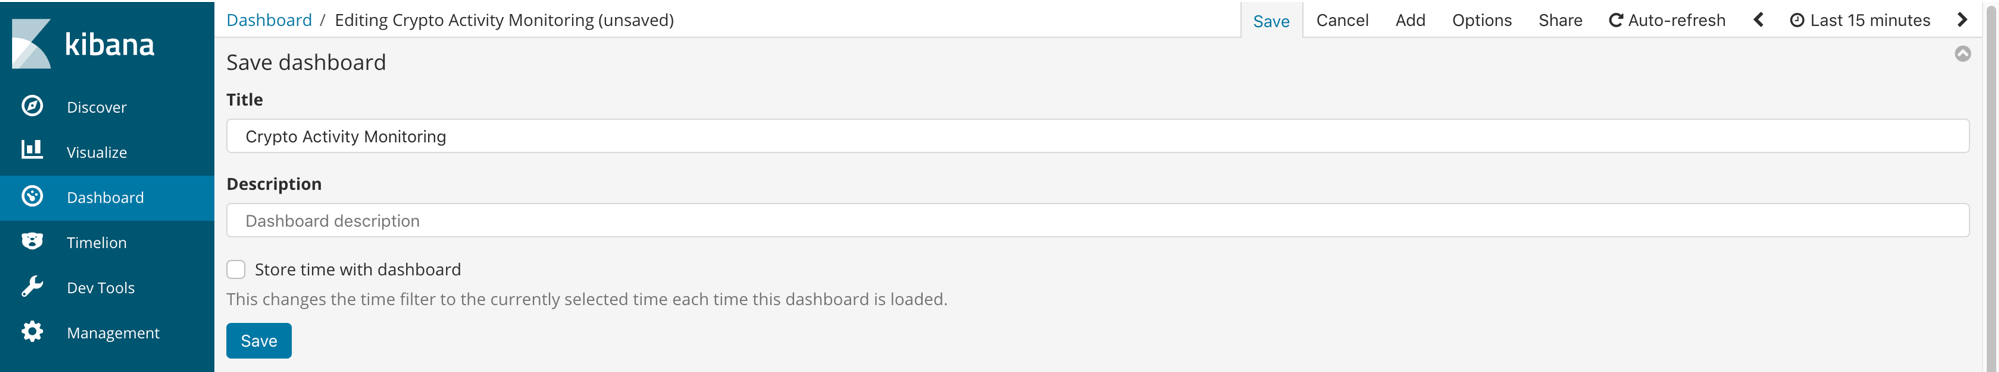 kibana
Discover
Visualize
Dashboard
Timelion
Dev Tools
Management
Dashboard / Editing Crypto Activity Monitoring (unsaved)
Save Cancel Add Options Share Auto-refresh Last 15 minutes
Save dashboard
Title
Crypto Activity Monitoring
Description
Dashboard description
Store time with dashboard
This changes the time filter to the currently selected time each time this dashboard is loaded.
Save